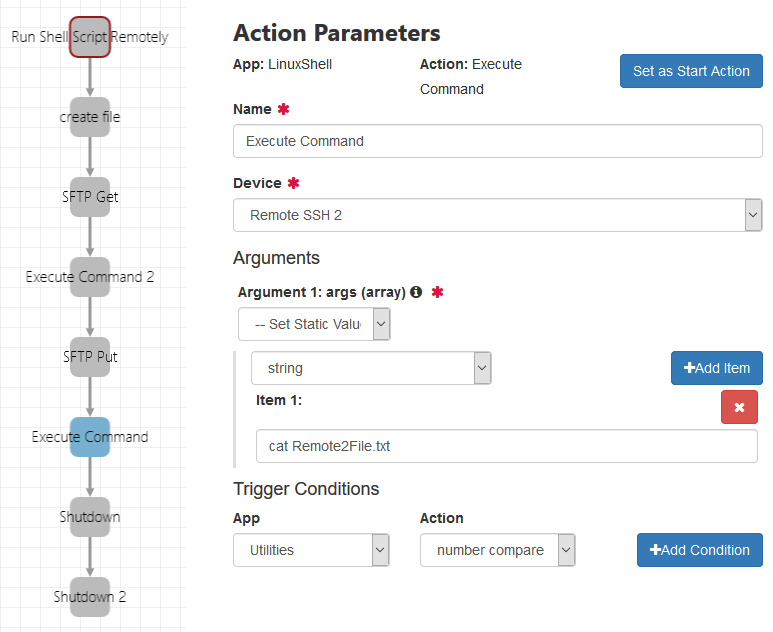 Run Shell Script Remotely
create file
SFTP Get
Execute Command 2
SFTP Put
Execute Command
Shutdown
Shutdown 2
Action Parameters
App: LinuxShell
Action: Execute
Command
Set as Start Action
Name ✱
Execute Command
Device ✱
Remote SSH 2
Arguments
Argument 1: args (array) ✱
-- Set Static Valu
string
Add Item
Item 1:
cat Remote2File.txt
Trigger Conditions
App
Action
Utilities
number compare
Add Condition